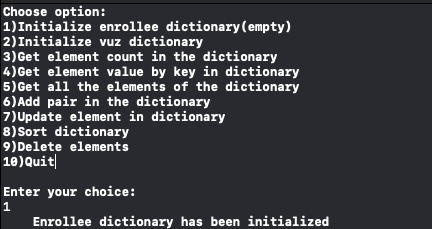 Choose option:
1)Initialize enrollee dictionary(empty)
2)Initialize vuz dictionary
3)Get element count in the dictionary
4)Get element value by key in dictionary
5)Get all the elements of the dictionary
6)Add pair in the dictionary
7)Update element in dictionary
8)Sort dictionary
9)Delete elements
10)Quit
Enter your choice:
1
Enrollee dictionary has been initialized